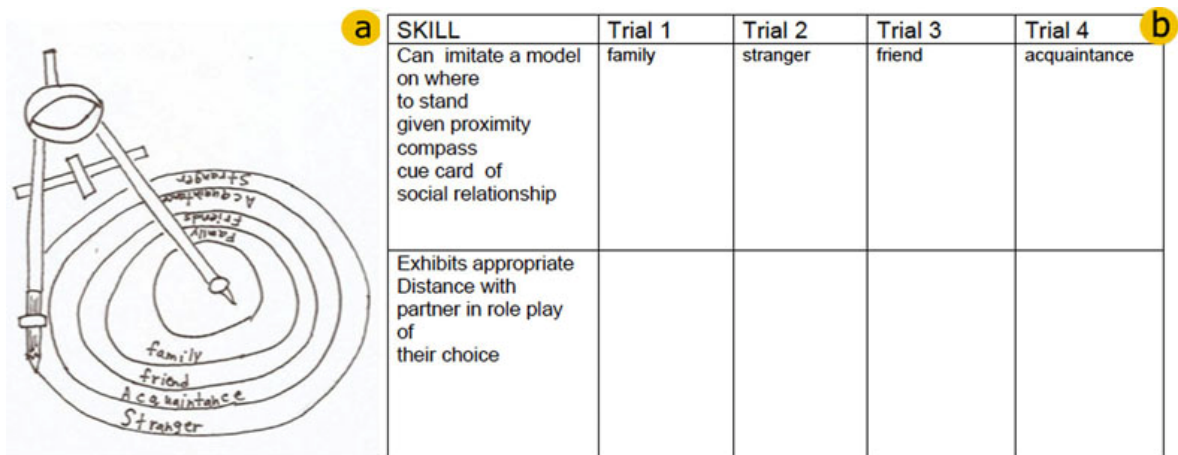 a
Stranger
Acquaintance
Friends
Family
family
friend
Acquaintance
Stranger
b
SKILL Trial 1 Trial 2 Trial 3 Trial 4
Can imitate a model family stranger friend acquaintance
on where
to stand
given proximity
compass
cue card of
social relationship
Exhibits appropriate
Distance with
partner in role play
of
their choice